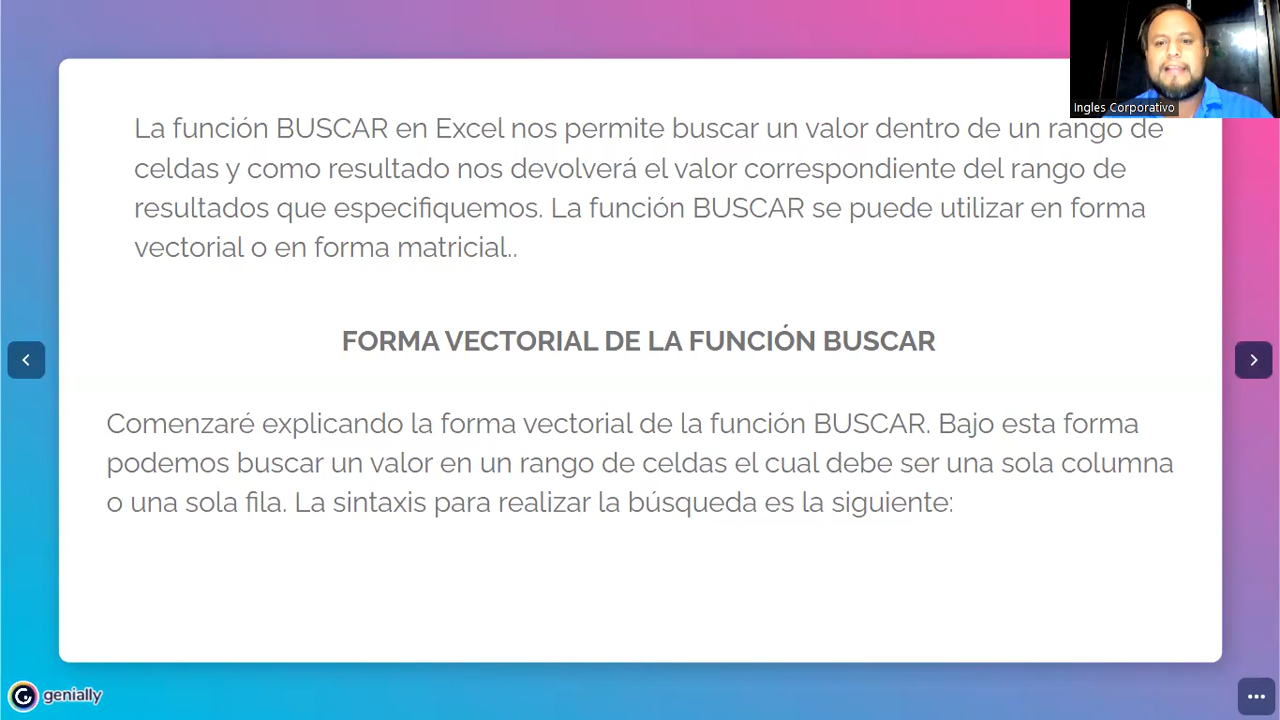 Ingles Corporativo
La función BUSCAR en Excel nos permite buscar un valor dentro de un rango de
celdas y como resultado nos devolverá el valor correspondiente del rango de
resultados que especifiquemos. La función BUSCAR se puede utilizar en forma
vectorial o en forma matricial..
FORMA VECTORIAL DE LA FUNCIÓN BUSCAR
Comenzaré explicando la forma vectorial de la función BUSCAR. Bajo esta forma
podemos buscar un valor en un rango de celdas el cual debe ser una sola columna
o una sola fila. La sintaxis para realizar la búsqueda es la siguiente:
genially